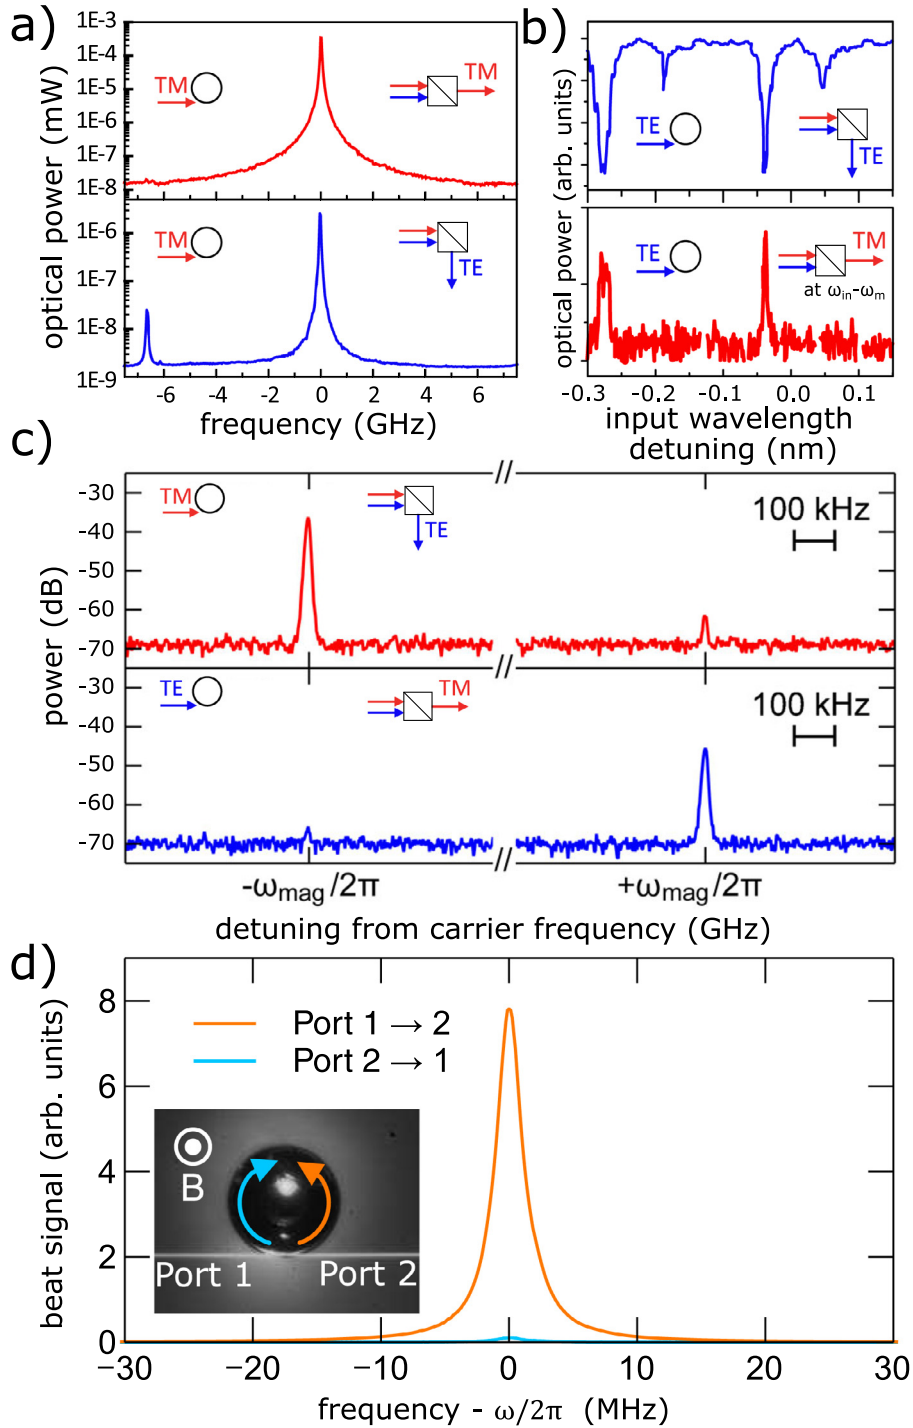 a)
optical power (mW)
1E-3
1E-4
1E-5
1E-6
1E-7
1E-8
TM
TM
1E-6
1E-7
1E-8
1E-9
TM
TE
-6 -4 -2 0 2 4 6
frequency (GHz)
b)
optical power (arb. units)
TE
TE
TE
TM
at ω_in-ω_m
-0.3 -0.2 -0.1 0.0 0.1
input wavelength
detuning (nm)
c)
power (dB)
-30
-40
-50
-60
-70
TM
TE
//
100 kHz
-30
-40
-50
-60
-70
TE
TM
//
100 kHz
//
-ω_mag/2π +ω_mag/2π
detuning from carrier frequency (GHz)
d)
beat signal (arb. units)
8
6
4
2
0
Port 1 → 2
Port 2 → 1
B
Port 1 Port 2
−30 −20 −10 0 10 20 30
frequency - ω/2π (MHz)